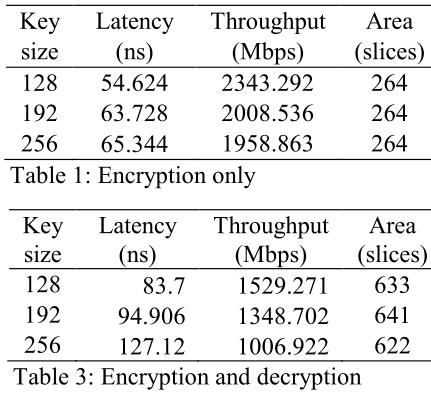 Key Latency Throughput Area
size (ns) (Mbps) (slices)
128 54.624 2343.292 264
192 63.728 2008.536 264
256 65.344 1958.863 264
Table 1: Encryption only
Key Latency Throughput Area
size (ns) (Mbps) (slices)
128 83.7 1529.271 633
192 94.906 1348.702 641
256 127.12 1006.922 622
Table 3: Encryption and decryption